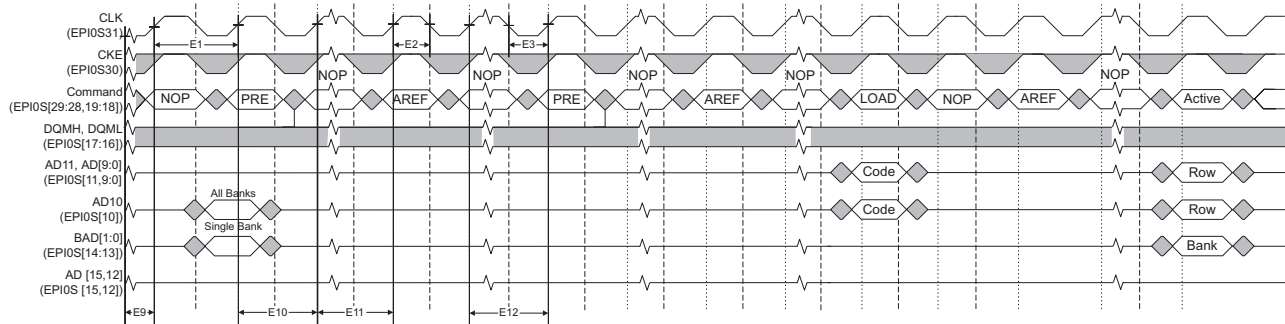 CLK
(EPI0S31)
E1
E2
E3
CKE
(EPI0S30)
NOP
NOP
NOP
NOP
NOP
Command
(EPI0S[29:28,19:18])
NOP
PRE
AREF
PRE
AREF
LOAD
NOP
AREF
Active
DQMH, DQML
(EPI0S[17:16])
AD11, AD[9:0]
(EPI0S[11,9:0]
Code
Row
All Banks
AD10
(EPI0S[10])
Code
Row
Single Bank
BAD[1:0]
(EPI0S[14:13])
Bank
AD [15,12]
(EPI0S [15,12])
E9
E10
E11
E12